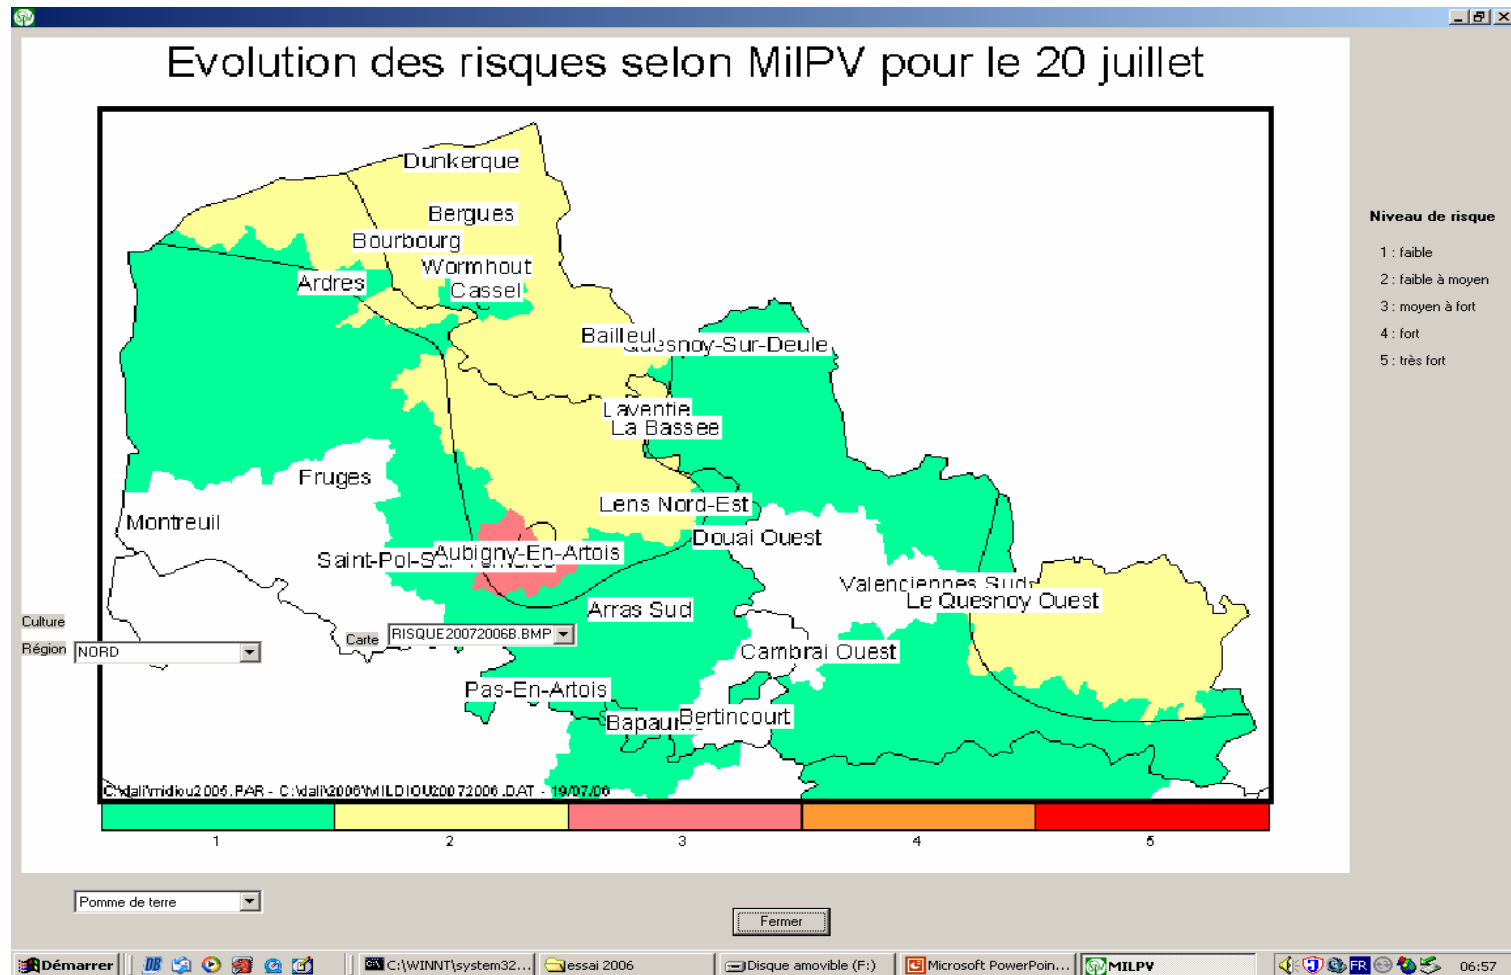 Evolution des risques selon MilPV pour le 20 juillet
Dunkerque
Bergues
Bourbourg
Wormhout
Ardres
Cassel
Bailleul
Quesnoy-Sur-Deule
Laventie
La Bassee
Fruges
Lens Nord-Est
Montreuil
Douai Ouest
Saint-Pol-Sur
Aubigny-En-Artois
Valenciennes Sud
Le Quesnoy Ouest
Arras Sud
Cambrai Ouest
Pas-En-Artois
Bapaume
Bertincourt
C:\dali\midiou2005.PAR - C:\dali\2006\MILDIOU20072006.DAT - 19/07/06
1 2 3 4 5
Niveau de risque
1 : faible
2 : faible à moyen
3 : moyen à fort
4 : fort
5 : très fort
Culture
Région NORD
Carte RISQUE20072006B.BMP
Pomme de terre
Fermer
Démarrer
C:\WINNT\system32...
essai 2006
Disque amovible (F:)
Microsoft PowerPoin...
MILPV
FR
06:57